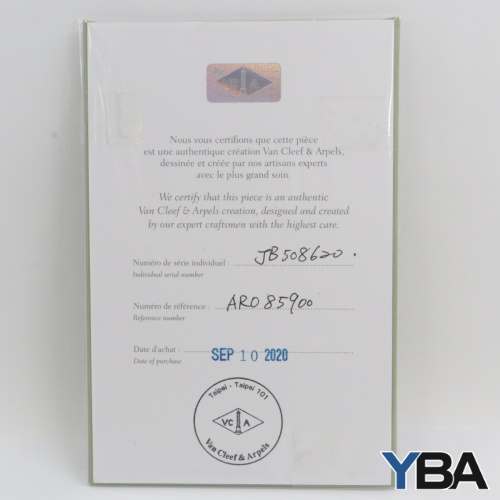 VC A
Nous vous certifions que cette pièce
est une authentique création Van Cleef & Arpels,
dessinée et créée par nos artisans experts
avec le plus grand soin.
We certify that this piece is an authentic
Van Cleef & Arpels creation, designed and created
by our expert craftsmen with the highest care.
Numéro de série individuel : JB508620.
Individual serial number
Numéro de référence : ARO85900
Reference number
Date d'achat : SEP 10 2020
Date of purchase
Taipei - Taipei 101
VC A
Van Cleef & Arpels
YBA